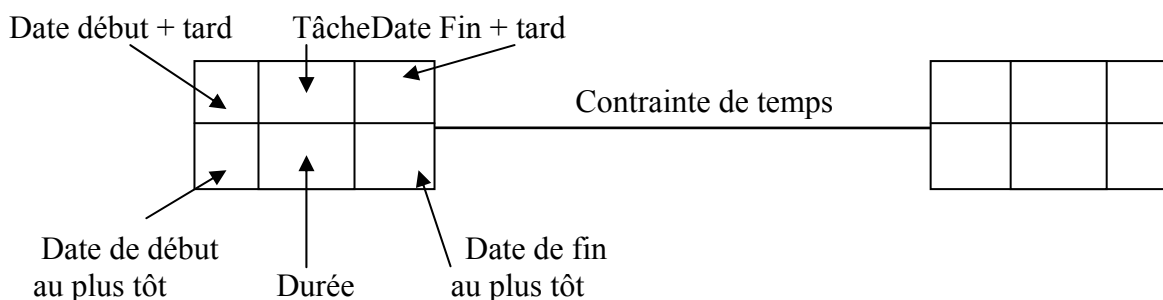 Date début + tard TâcheDate Fin + tard
Contrainte de temps
Date de début
au plus tôt
Durée
Date de fin
au plus tôt